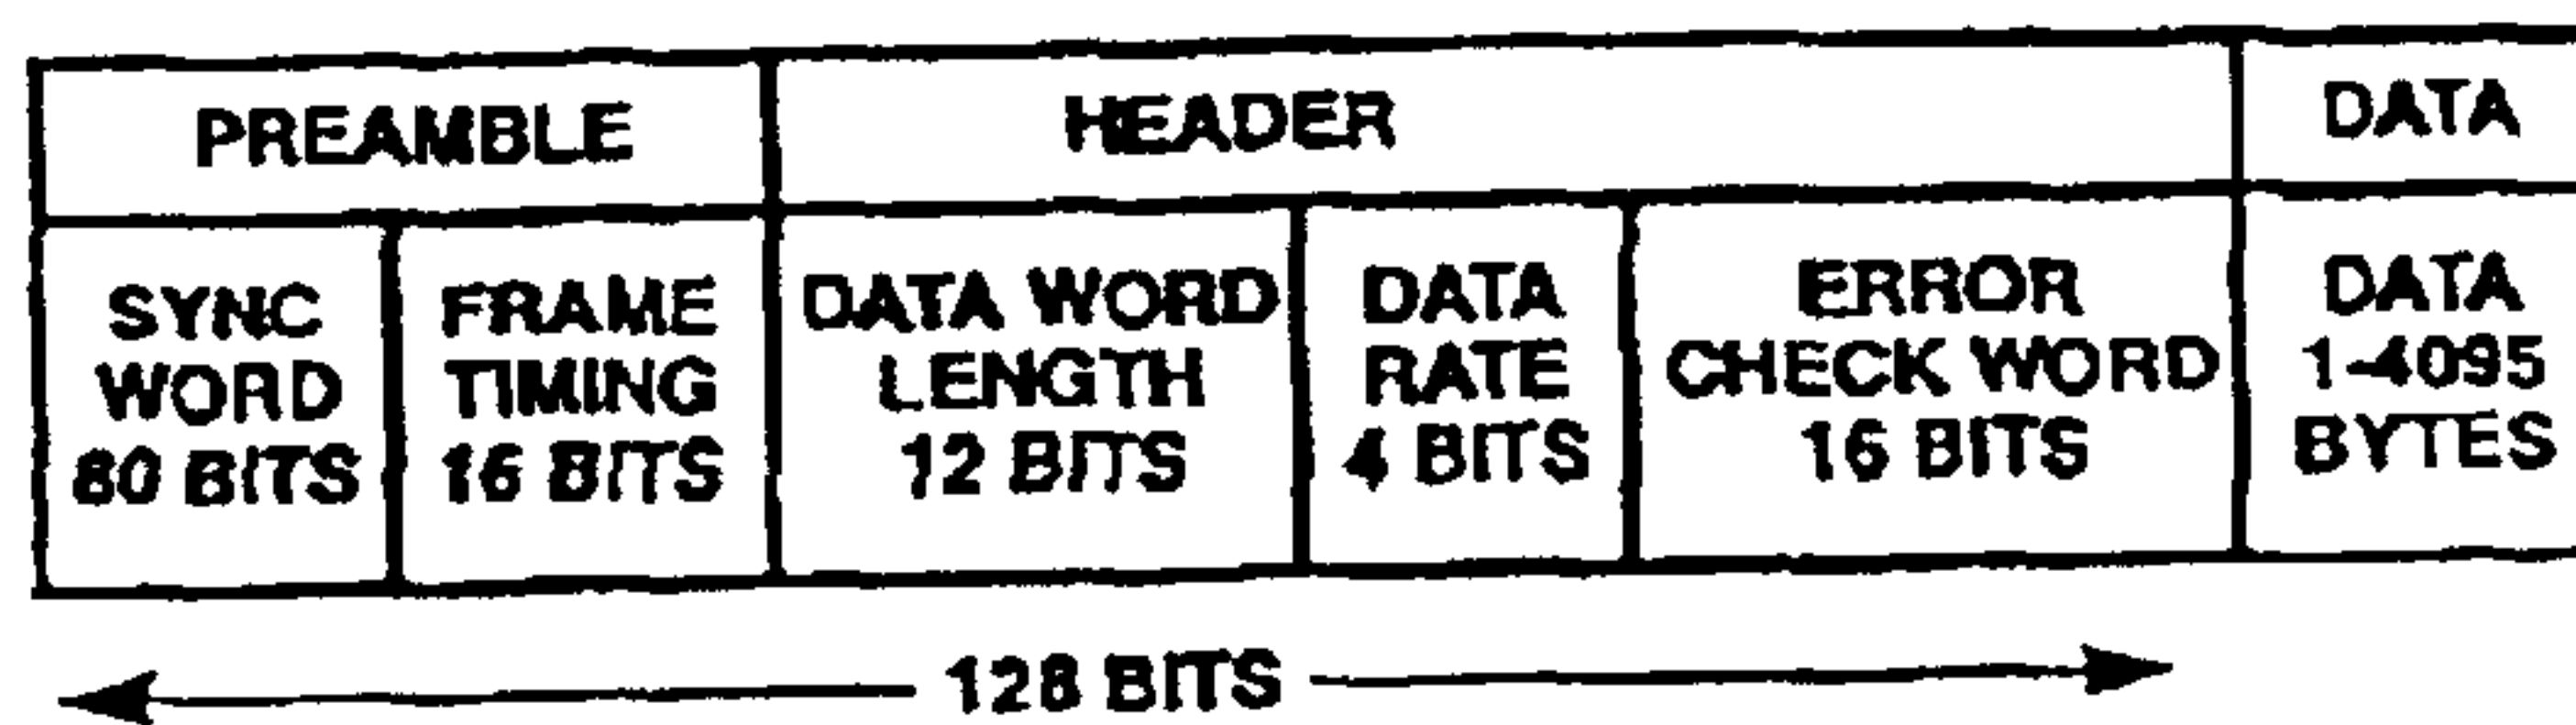 PREAMBLE
HEADER
DATA
SYNC
WORD
80 BITS
FRAME
TIMING
16 BITS
DATA WORD
LENGTH
12 BITS
DATA
RATE
4 BITS
ERROR
CHECK WORD
16 BITS
DATA
1-4095
BYTES
128 BITS